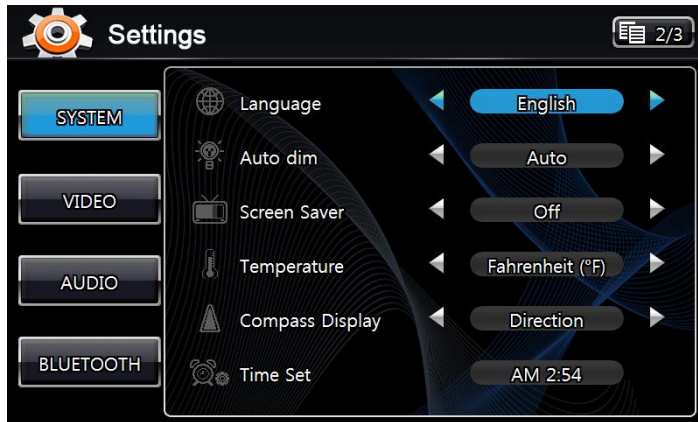 Settings
2/3
SYSTEM
VIDEO
AUDIO
BLUETOOTH
Language English
Auto dim Auto
Screen Saver Off
Temperature Fahrenheit (°F)
Compass Display Direction
Time Set AM 2:54